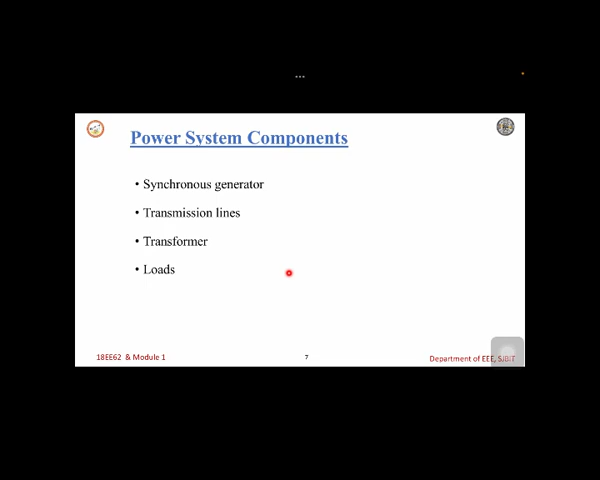 Power System Components
• Synchronous generator
• Transmission lines
• Transformer
• Loads
18EE62 & Module 1
7
Department of EEE, SJBIT